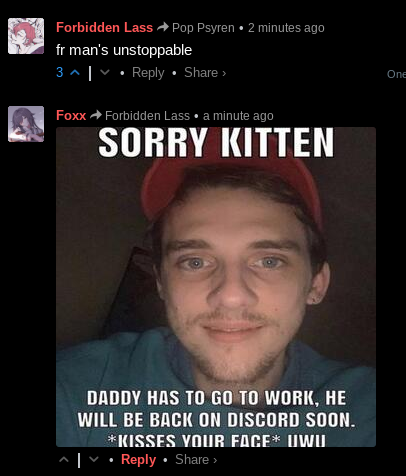 Forbidden Lass Pop Psyren • 2 minutes ago
fr man's unstoppable
3 | • Reply • Share ›
One
Foxx Forbidden Lass • a minute ago
SORRY KITTEN
DADDY HAS TO GO TO WORK, HE
WILL BE BACK ON DISCORD SOON.
*KISSES YOUR FACE* UWU
| • Reply • Share ›